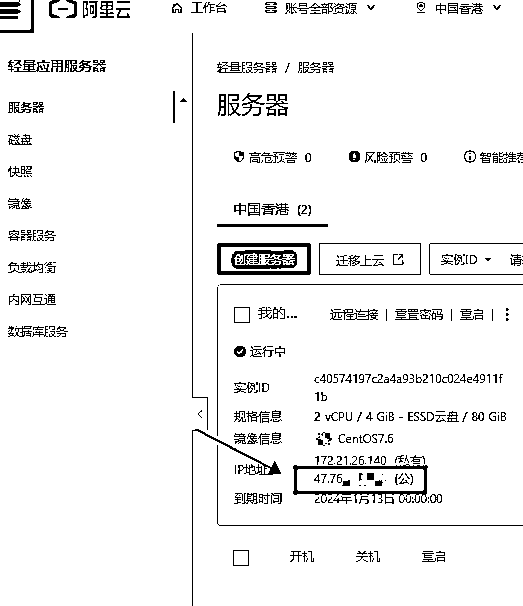 阿里云 工作台 账号全部资源 中国香港
轻量应用服务器
服务器
磁盘
快照
镜像
容器服务
负载均衡
内网互通
数据库服务
轻量服务器 / 服务器
服务器
高危预警 0 风险预警 0 智能推荐
中国香港 (2)
创建服务器 迁移上云 实例ID 请
我的... 远程连接 | 重置密码 | 重启
运行中
实例ID c40574197c2a4a93b210c024e4911f
1b
规格信息 2 vCPU / 4 GiB - ESSD云盘 / 80 GiB
镜像信息 CentOS7.6
IP地址 172.21.26.140 (私有)
47.76 (公)
到期时间 2024年1月13日 00:00:00
开机 关机 重启